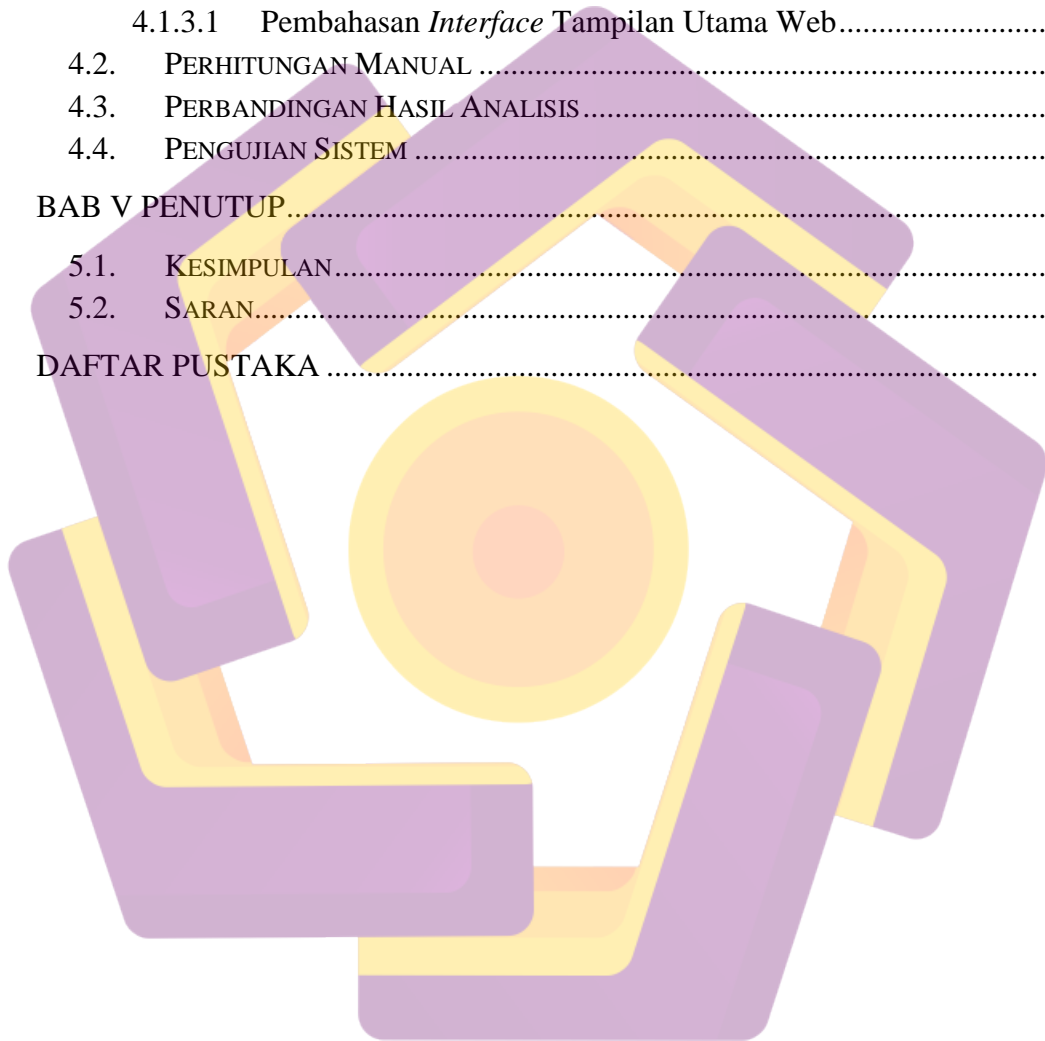 4.1.3.1 Pembahasan Interface Tampilan Utama Web..........................
4.2. PERHITUNGAN MANUAL ........................................................................
4.3. PERBANDINGAN HASIL ANALISIS...........................................................
4.4. PENGUJIAN SISTEM ................................................................................
BAB V PENUTUP.................................................................................................
5.1. KESIMPULAN...........................................................................................
5.2. SARAN......................................................................................................
DAFTAR PUSTAKA ...........................................................................................